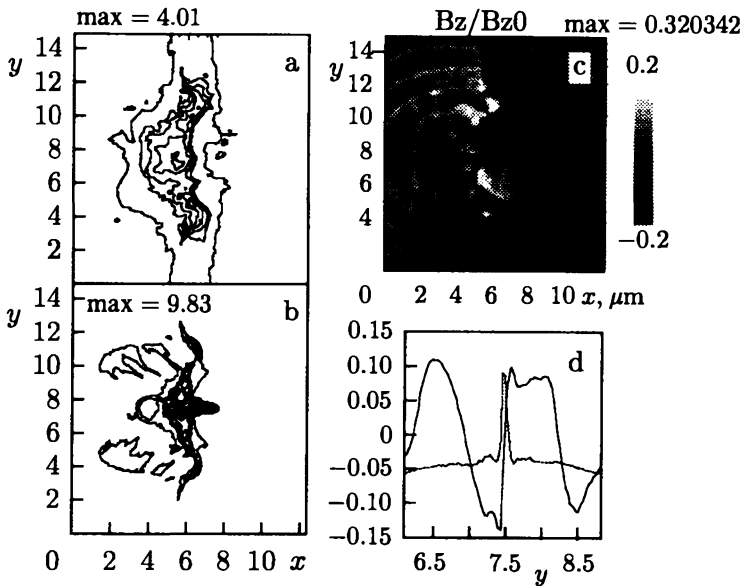 max = 4.01
14
y
12
10
8
6
4
2
a
max = 9.83
14
y
12
10
8
6
4
2
b
0 2 4 6 8 10 x
Bz/Bz0 max = 0.320342
14
y
12
10
8
6
4
c
0.2
−0.2
0 2 4 6 8 10 x, μm
0.15
0.10
0.05
0
−0.05
−0.10
−0.15
d
6.5 7.5 8.5
y